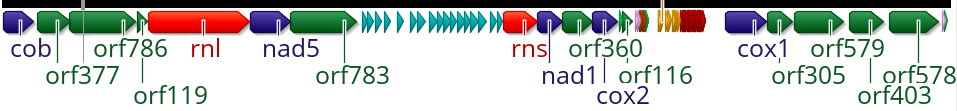 cob orf786 rnl nad5 rns orf360 cox1 orf579
orf377 orf783 nad1 orf116 orf305 orf578
orf119 cox2 orf403